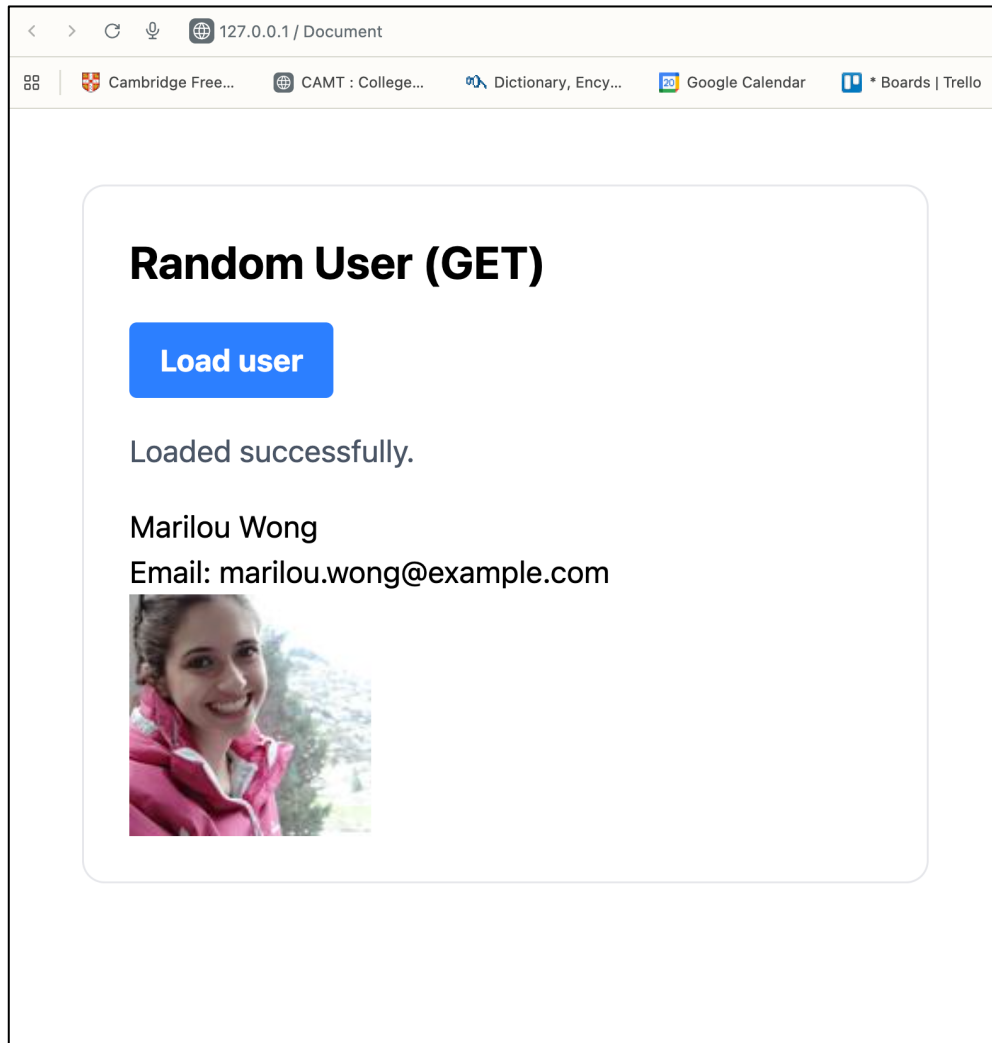 127.0.0.1 / Document
Cambridge Free... CAMT : College... Dictionary, Ency... 20 Google Calendar * Boards | Trello
Random User (GET)
Load user
Loaded successfully.
Marilou Wong
Email: marilou.wong@example.com